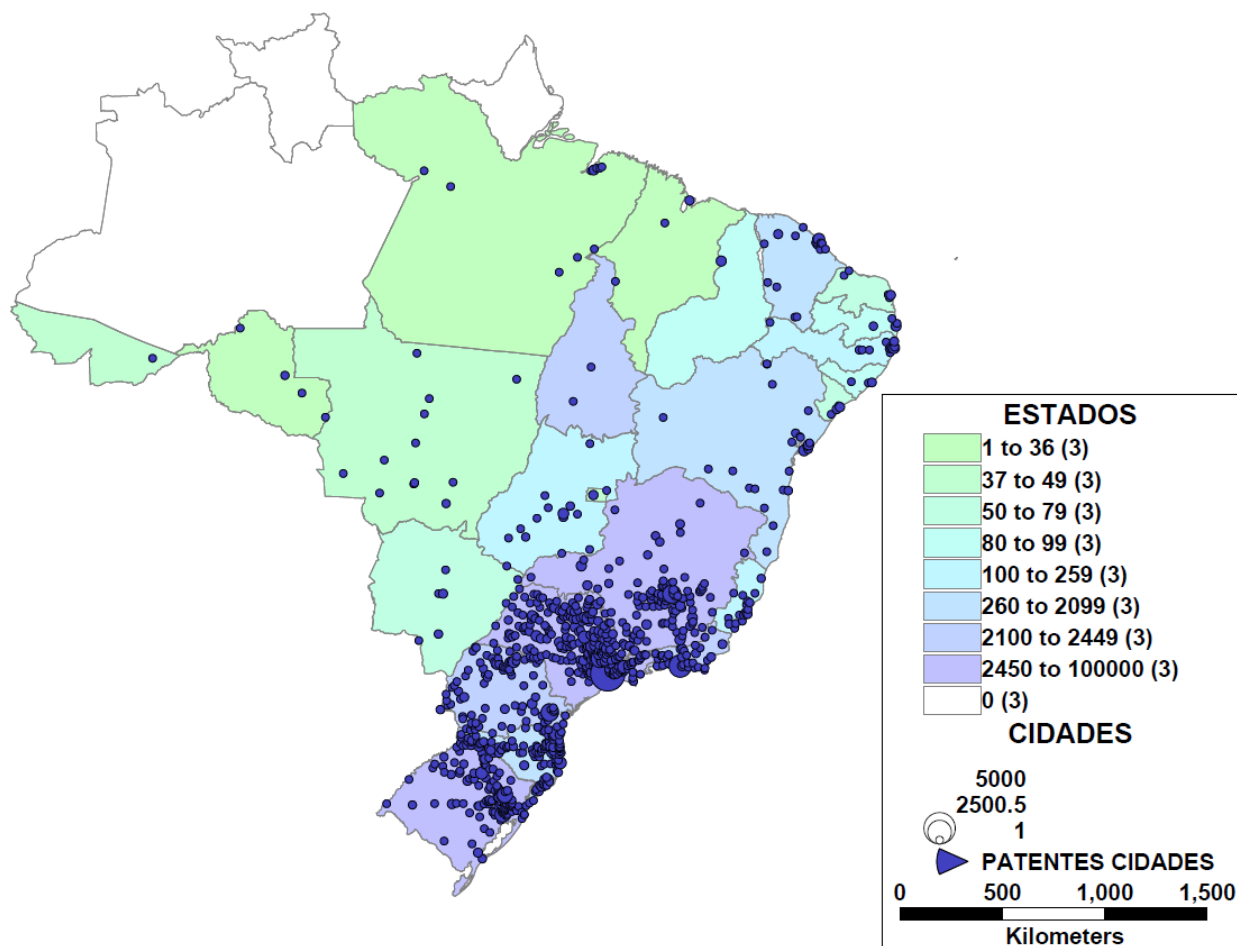 ESTADOS
1 to 36 (3)
37 to 49 (3)
50 to 79 (3)
80 to 99 (3)
100 to 259 (3)
260 to 2099 (3)
2100 to 2449 (3)
2450 to 100000 (3)
0 (3)
CIDADES
5000
2500.5
1
PATENTES CIDADES
0 500 1,000 1,500
Kilometers